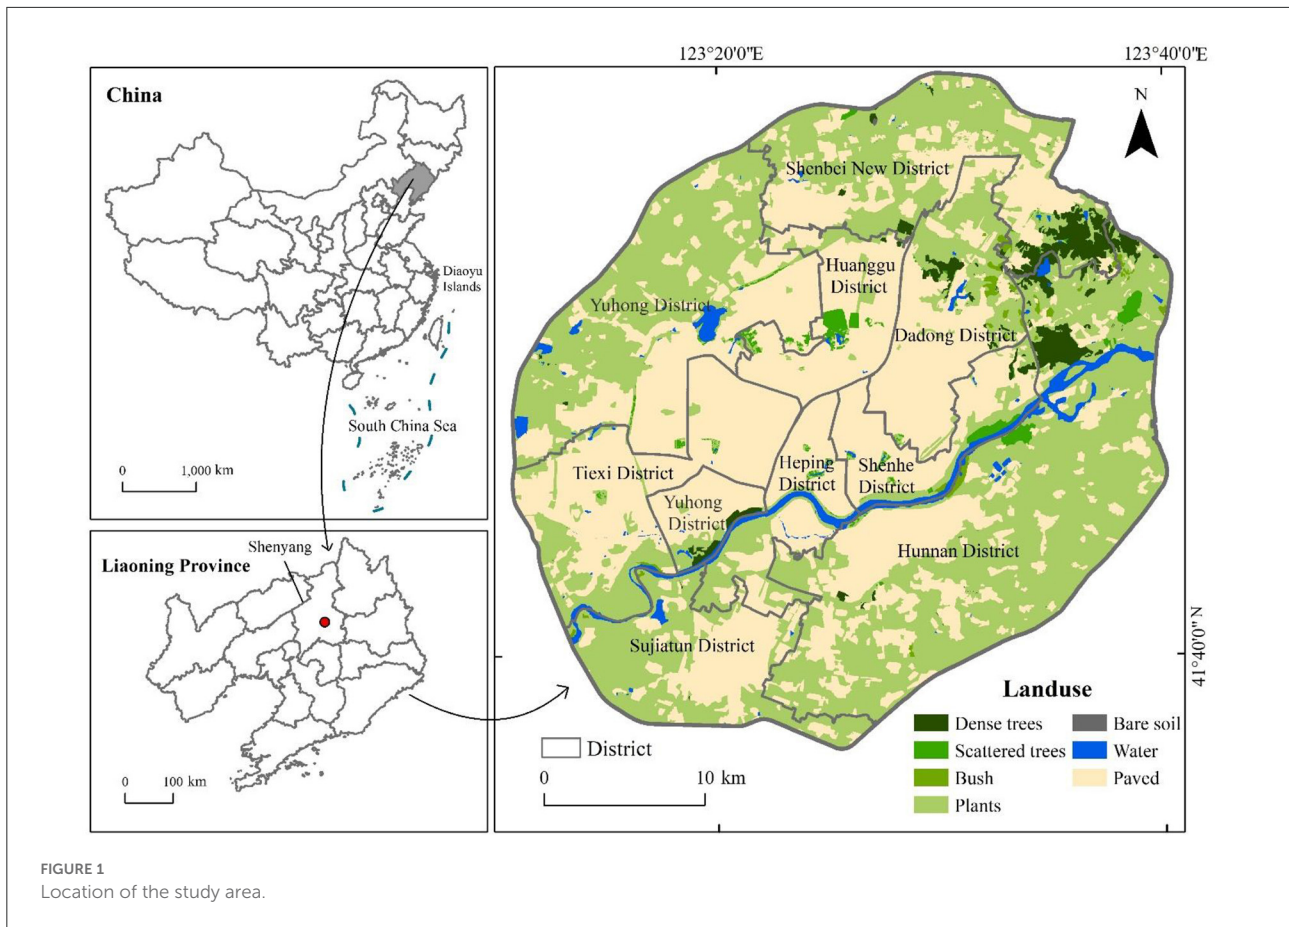 123°20'0"E
123°40'0"E
China
N
Shenbei New District
Diaoyu
Islands
Huanggu
District
Yuhong District
Dadong District
South China Sea
0
1,000 km
Tiexi District
Heping
District
Shenhe
District
Yuhong
District
Shenyang
Liaoning Province
Hunnan District
Sujiatun District
41°40'0" N
Landuse
Dense trees
Bare soil
Scattered trees
Water
Bush
Paved
Plants
District
0
10 km
0
100 km
FIGURE 1
Location of the study area.